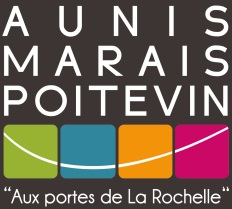 AUNIS
MARAIS
POITEVIN
“Aux portes de La Rochelle”